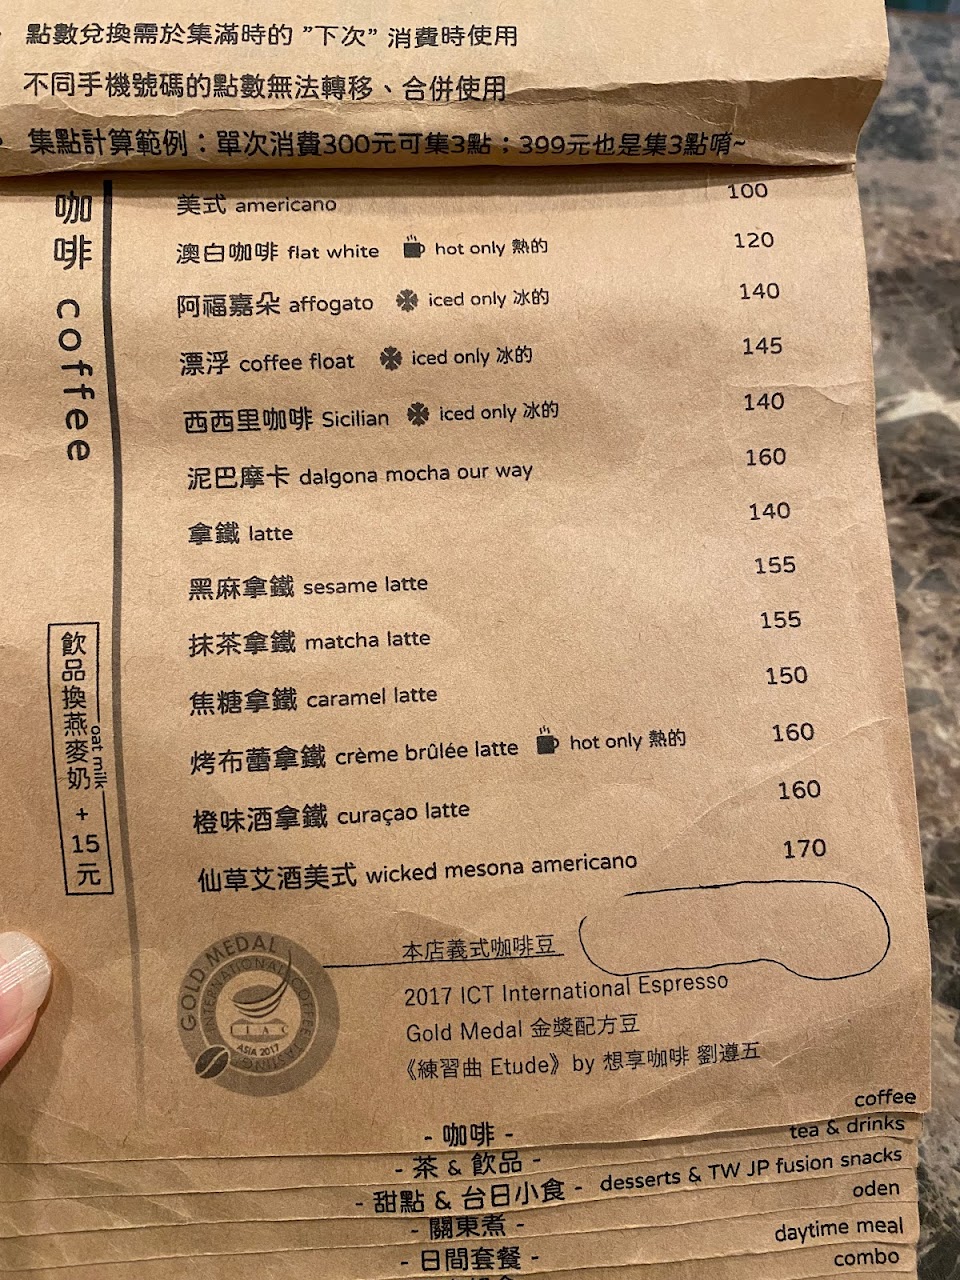 點數兌換需於集滿時的 ”下次” 消費時使用
不同手機號碼的點數無法轉移、合併使用
集點計算範例：單次消費300元可集3點；399元也是集3點唷~
咖啡 coffee
美式 americano 100
澳白咖啡 flat white hot only 熱的 120
阿福嘉朵 affogato iced only 冰的 140
漂浮 coffee float iced only 冰的 145
西西里咖啡 Sicilian iced only 冰的 140
泥巴摩卡 dalgona mocha our way 160
拿鐵 latte 140
黑麻拿鐵 sesame latte 155
抹茶拿鐵 matcha latte 155
焦糖拿鐵 caramel latte 150
烤布蕾拿鐵 crème brûlée latte hot only 熱的 160
橙味酒拿鐵 curaçao latte 160
仙草艾酒美式 wicked mesona americano 170
飲品換燕麥奶 + 15元
oat milk
GOLD MEDAL
INTERNATIONAL COFFEE TASTING
IIAC
ASIA 2017
本店義式咖啡豆
2017 ICT International Espresso
Gold Medal 金獎配方豆
《練習曲 Etude》by 想享咖啡 劉遵五
- 咖啡 - coffee
- 茶 & 飲品 - tea & drinks
- 甜點 & 台日小食 - desserts & TW JP fusion snacks
- 關東煮 - oden
- 日間套餐 - daytime meal
combo